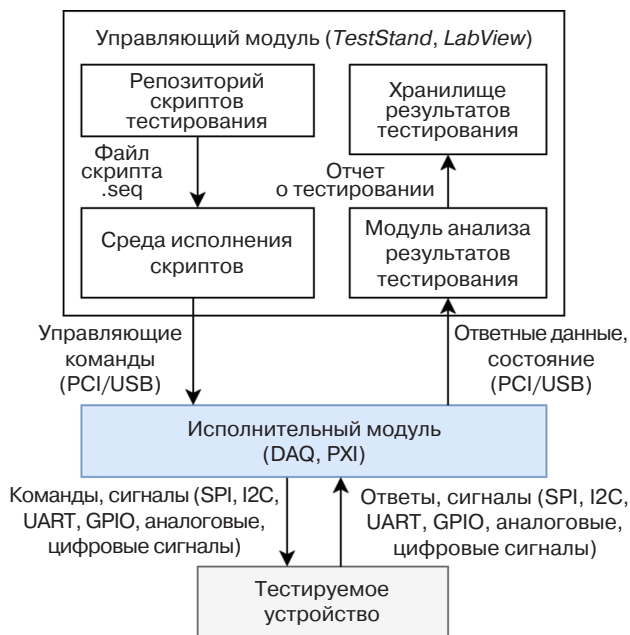 Управляющий модуль (TestStand, LabView)
Репозиторий
скриптов
тестирования
Хранилище
результатов
тестирования
Файл
скрипта
.seq
Отчет
о тестировании
Среда исполнения
скриптов
Модуль анализа
результатов
тестирования
Управляющие
команды
(PCI/USB)
Ответные данные,
состояние
(PCI/USB)
Исполнительный модуль
(DAQ, PXI)
Команды, сигналы (SPI, I2C,
UART, GPIO, аналоговые,
цифровые сигналы)
Ответы, сигналы (SPI, I2C,
UART, GPIO, аналоговые,
цифровые сигналы)
Тестируемое
устройство